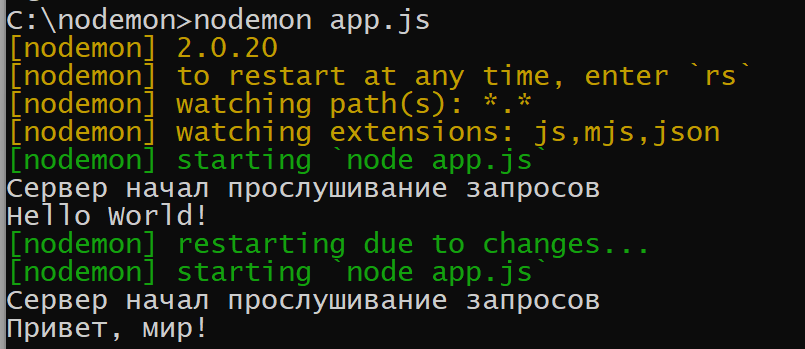 C:\nodemon>nodemon app.js
[nodemon] 2.0.20
[nodemon] to restart at any time, enter `rs`
[nodemon] watching path(s): *.*
[nodemon] watching extensions: js,mjs,json
[nodemon] starting `node app.js`
Сервер начал прослушивание запросов
Hello World!
[nodemon] restarting due to changes...
[nodemon] starting `node app.js`
Сервер начал прослушивание запросов
Привет, мир!